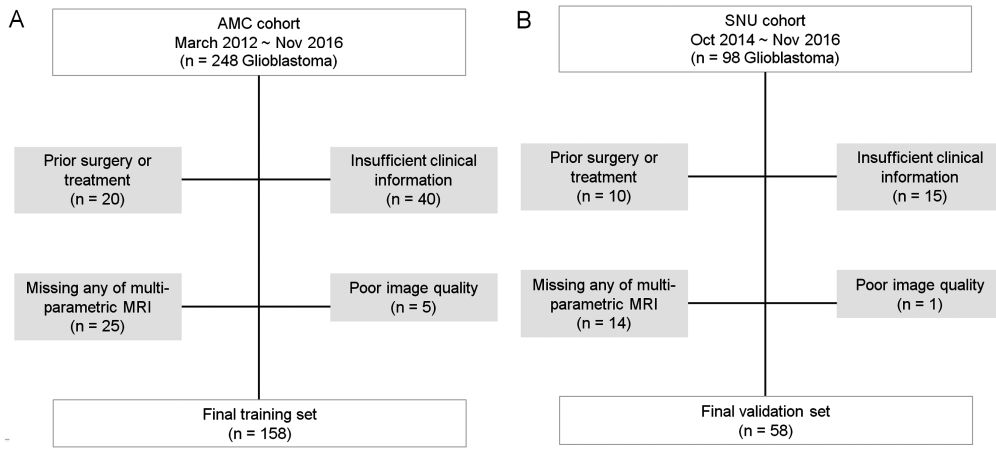 A
AMC cohort
March 2012 ~ Nov 2016
(n = 248 Glioblastoma)
Prior surgery or
treatment
(n = 20)
Insufficient clinical
information
(n = 40)
Missing any of multi-
parametric MRI
(n = 25)
Poor image quality
(n = 5)
Final training set
(n = 158)
B
SNU cohort
Oct 2014 ~ Nov 2016
(n = 98 Glioblastoma)
Prior surgery or
treatment
(n = 10)
Insufficient clinical
information
(n = 15)
Missing any of multi-
parametric MRI
(n = 14)
Poor image quality
(n = 1)
Final validation set
(n = 58)